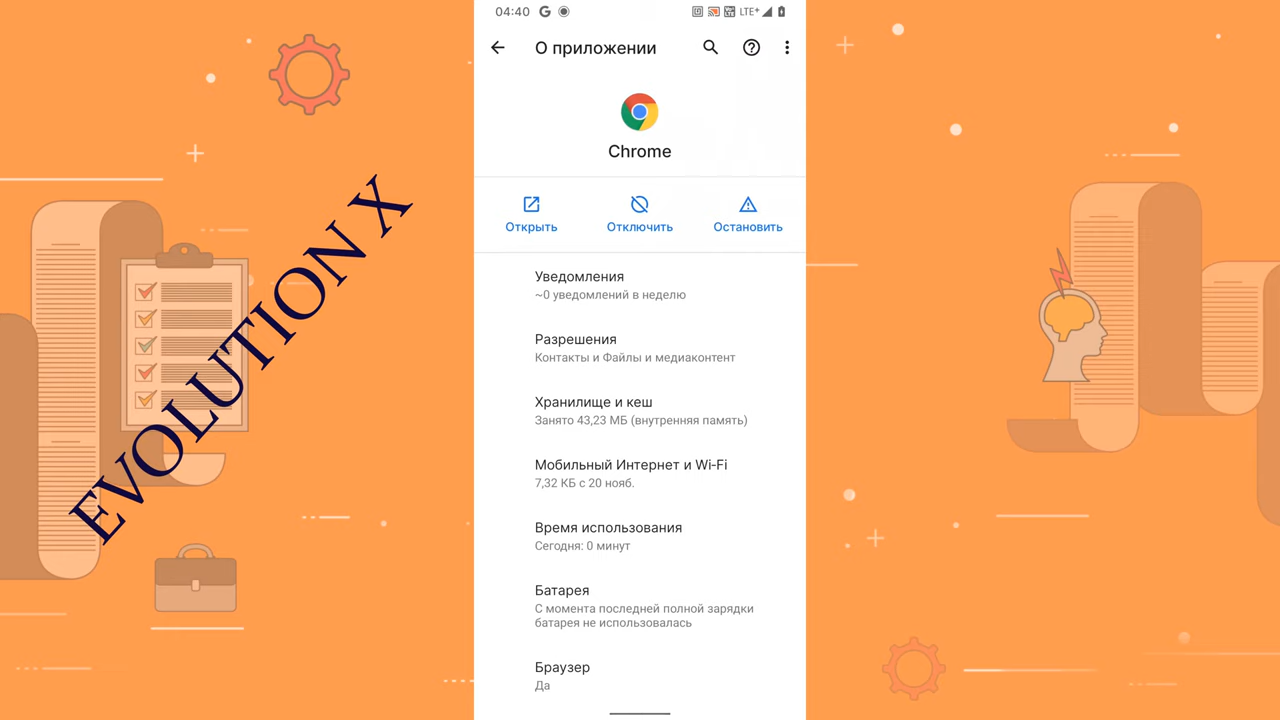 EVOLUTION X
04:40
LTE+
О приложении
Chrome
Открыть
Отключить
Остановить
Уведомления
~0 уведомлений в неделю
Разрешения
Контакты и Файлы и медиаконтент
Хранилище и кеш
Занято 43,23 МБ (внутренняя память)
Мобильный Интернет и Wi-Fi
7,32 КБ с 20 нояб.
Время использования
Сегодня: 0 минут
Батарея
С момента последней полной зарядки
батарея не использовалась
Браузер
Да